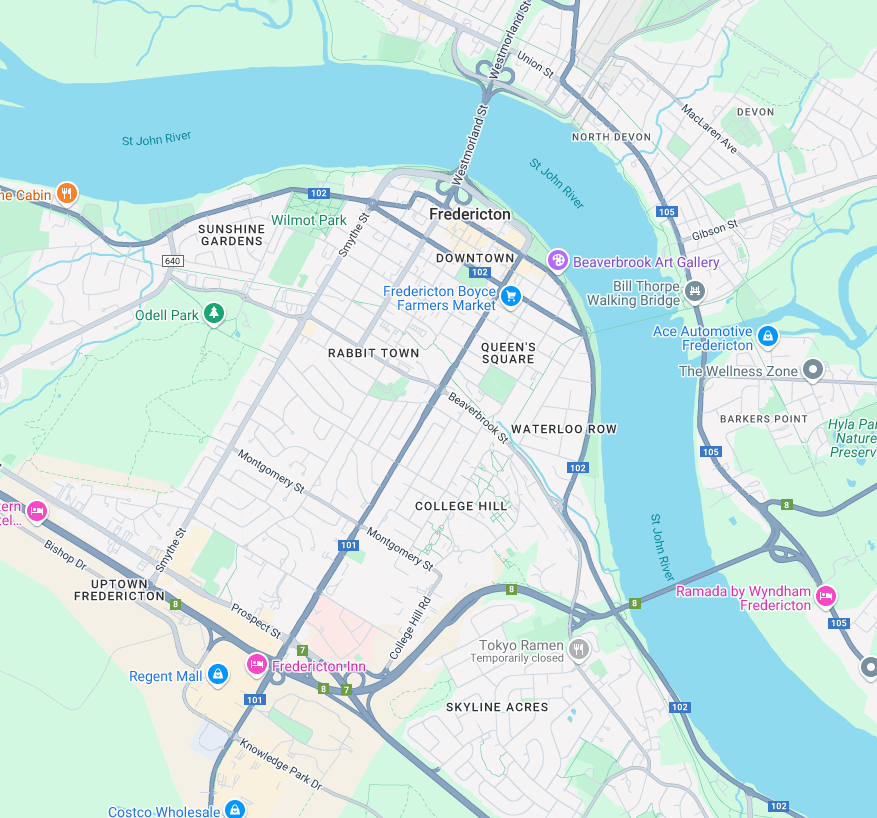 Westmorland St
Union St
DEVON
MacLaren Ave
NORTH DEVON
St John River
Westmorland St
St John River
Cabin
102
105
Wilmot Park
Fredericton
SUNSHINE
GARDENS
Smythe St
Gibson St
640
DOWNTOWN
102
Beaverbrook Art Gallery
Fredericton Boyce
Farmers Market
Bill Thorpe
Walking Bridge
Odell Park
Ace Automotive
Fredericton
RABBIT TOWN
QUEEN'S
SQUARE
The Wellness Zone
Beaverbrook St
WATERLOO ROW
BARKERS POINT
Hyla Par
Nature
Preserv
105
102
Montgomery St
COLLEGE HILL
8
St John River
tern
tel...
Smythe St
101
Montgomery St
Bishop Dr
UPTOWN
FREDERICTON
8
8
8
Ramada by Wyndham
Fredericton
105
Prospect St
College Hill Rd
7
Tokyo Ramen
Temporarily closed
Fredericton Inn
Regent Mall
8
7
101
SKYLINE ACRES
102
Knowledge Park Dr
Costco Wholesale
102